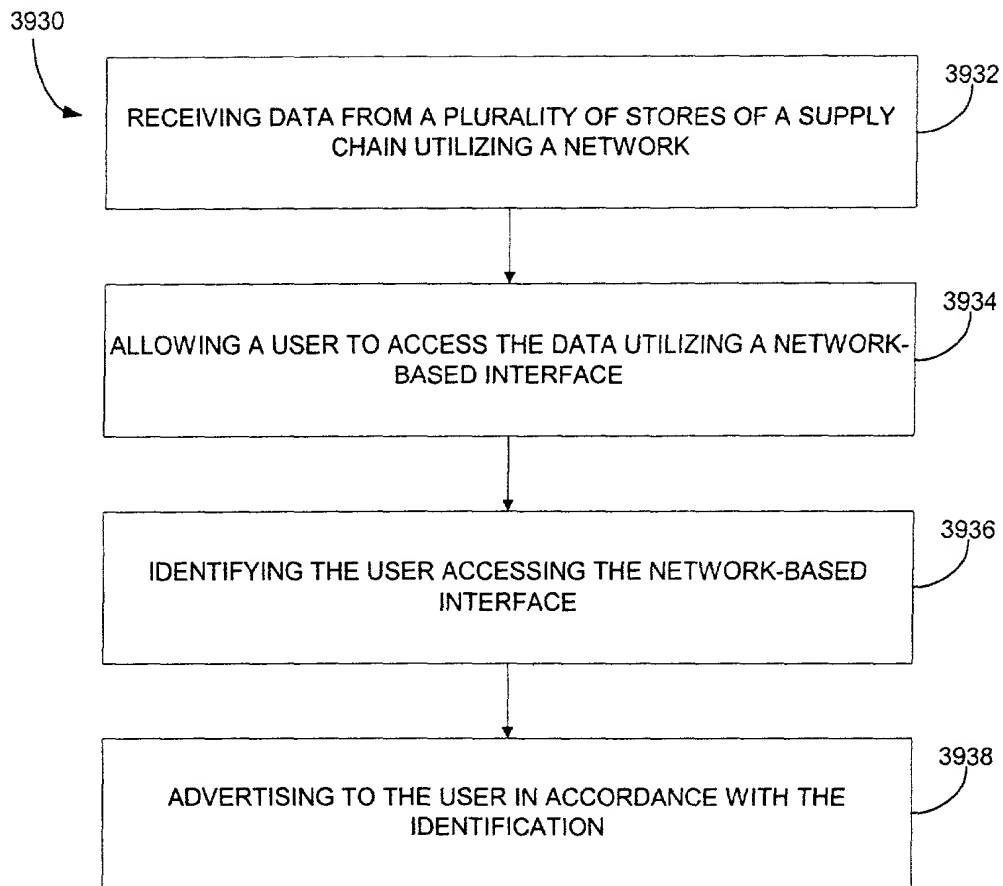 3930
3932
RECEIVING DATA FROM A PLURALITY OF STORES OF A SUPPLY
CHAIN UTILIZING A NETWORK
3934
ALLOWING A USER TO ACCESS THE DATA UTILIZING A NETWORK-
BASED INTERFACE
3936
IDENTIFYING THE USER ACCESSING THE NETWORK-BASED
INTERFACE
3938
ADVERTISING TO THE USER IN ACCORDANCE WITH THE
IDENTIFICATION